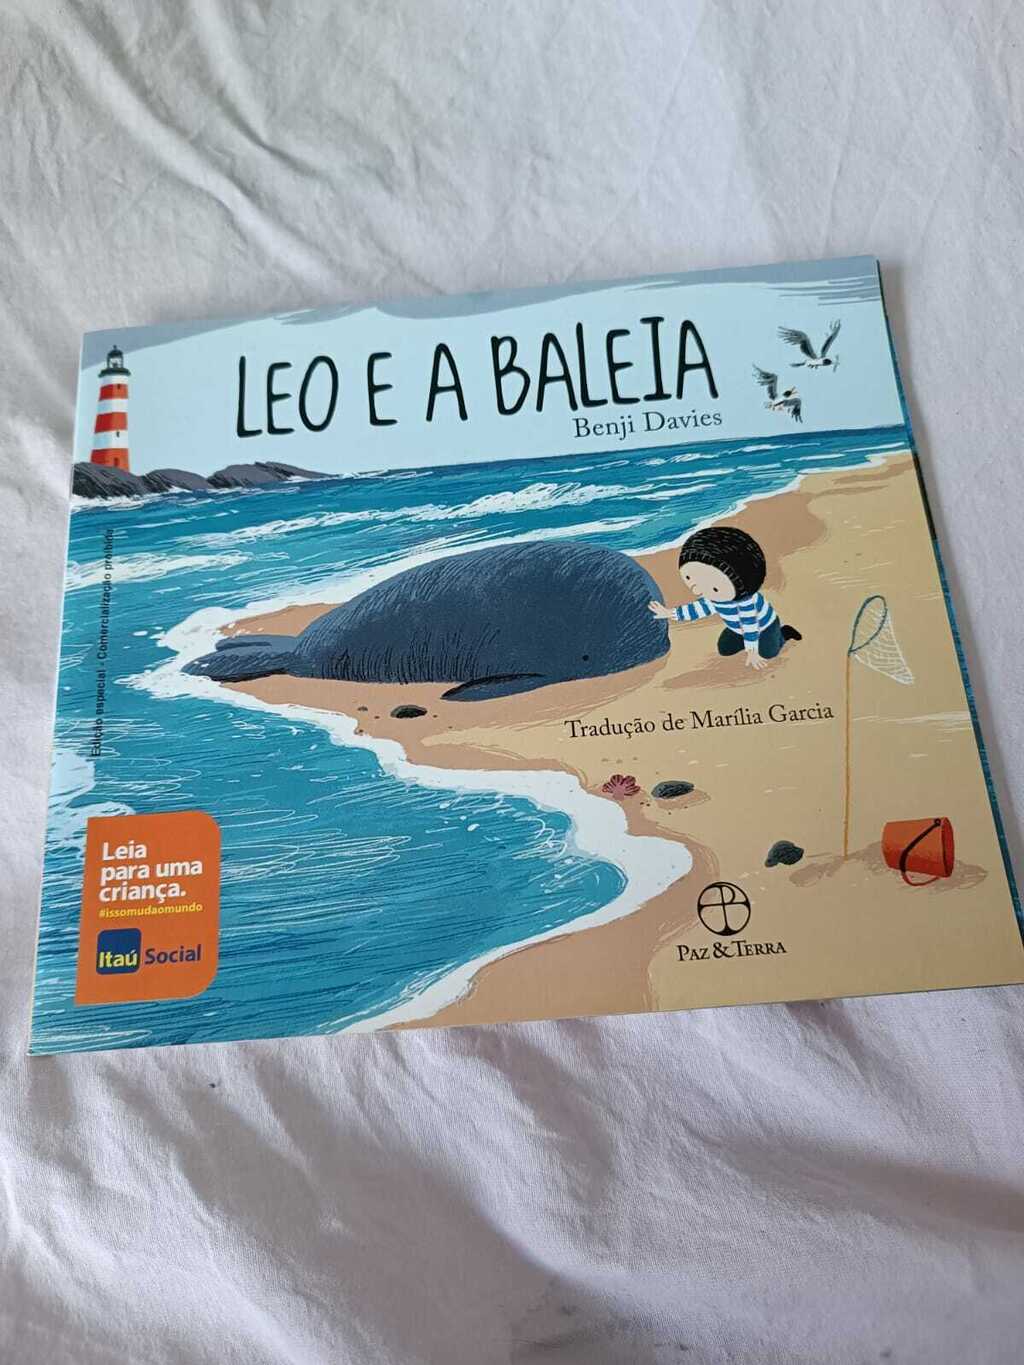 LEO E A BALEIA
Benji Davies
Edição especial - Comercialização proibida
Tradução de Marília Garcia
Leia
para uma
criança.
#issomudaomundo
Itaú Social
PAZ & TERRA